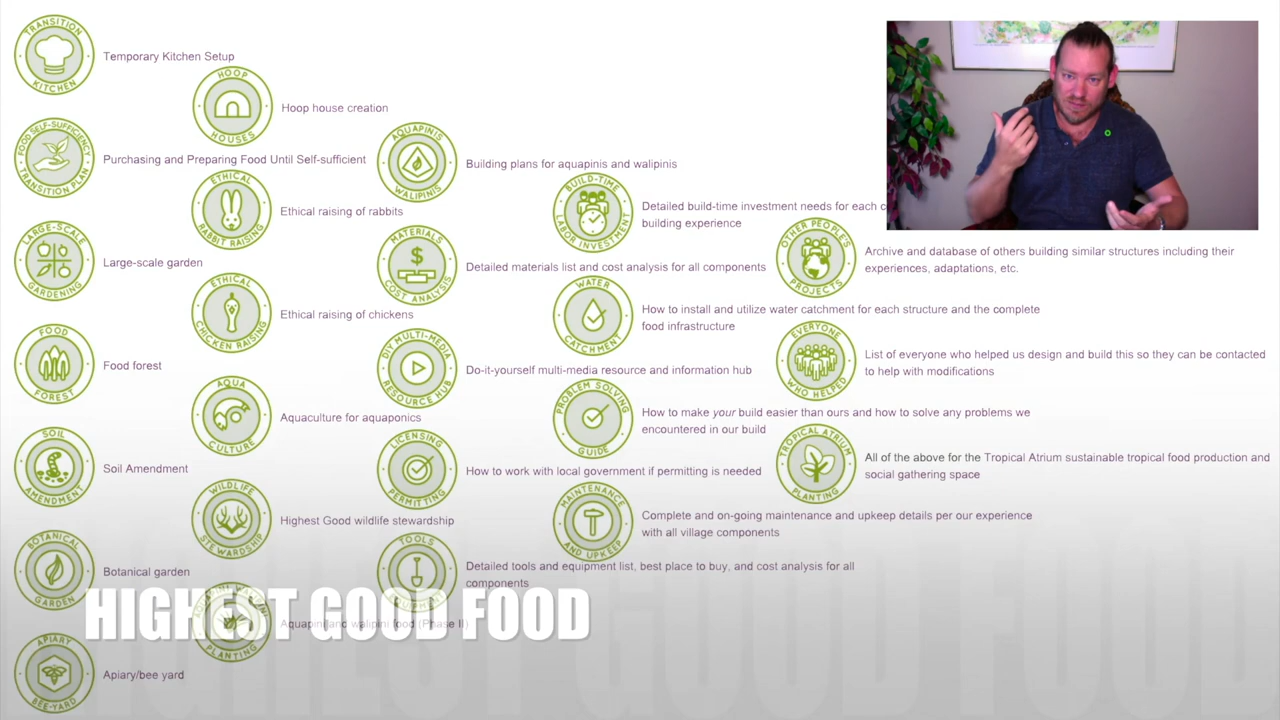 TRANSITION KITCHEN
Temporary Kitchen Setup
FOOD SELF-SUFFICIENCY TRANSITION PLAN
Purchasing and Preparing Food Until Self-sufficient
LARGE-SCALE GARDENING
Large-scale garden
FOOD FOREST
Food forest
SOIL AMENDMENT
Soil Amendment
BOTANICAL GARDEN
Botanical garden
APIARY BEE-YARD
Apiary/bee yard
HOOP HOUSES
Hoop house creation
ETHICAL RABBIT RAISING
Ethical raising of rabbits
ETHICAL CHICKEN RAISING
Ethical raising of chickens
AQUA CULTURE
Aquaculture for aquaponics
WILDLIFE STEWARDSHIP
Highest Good wildlife stewardship
PLANTING
Aquapini and walipini food (Phase II)
AQUAPINIS WALIPINIS
Building plans for aquapinis and walipinis
MATERIALS COST ANALYSIS
$
Detailed materials list and cost analysis for all components
DIY MULTI-MEDIA RESOURCE HUB
Do-it-yourself multi-media resource and information hub
LICENSING PERMITTING
How to work with local government if permitting is needed
TOOLS EQUIPMENT
Detailed tools and equipment list, best place to buy, and cost analysis for all
components
BUILD-TIME LABOR INVESTMENT
Detailed build-time investment needs for each c
building experience
WATER CATCHMENT
How to install and utilize water catchment for each structure and the complete
food infrastructure
PROBLEM SOLVING GUIDE
How to make your build easier than ours and how to solve any problems we
encountered in our build
MAINTENANCE AND UPKEEP
Complete and on-going maintenance and upkeep details per our experience
with all village components
OTHER PEOPLE'S PROJECTS
Archive and database of others building similar structures including their
experiences, adaptations, etc.
EVERYONE WHO HELPED
List of everyone who helped us design and build this so they can be contacted
to help with modifications
TROPICAL ATRIUM PLANTING
All of the above for the Tropical Atrium sustainable tropical food production and
social gathering space
HIGHEST GOOD FOOD
HIGHEST GOOD FOOD